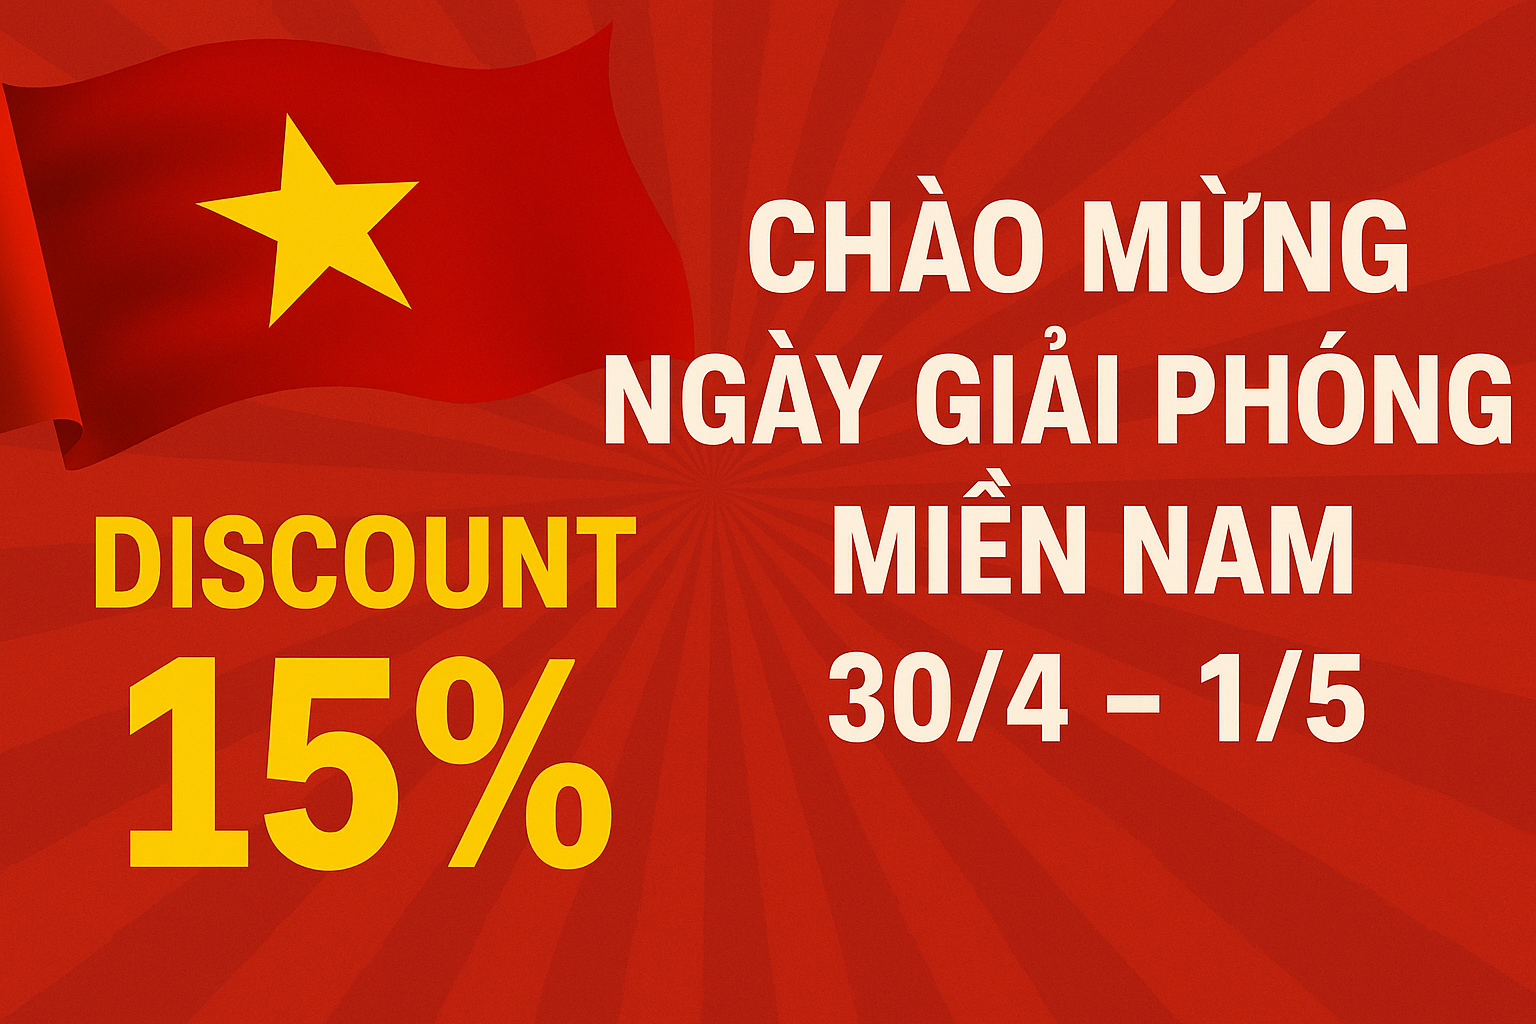 CHÀO MỪNG
NGÀY GIẢI PHÓNG
MIỀN NAM
30/4 – 1/5
DISCOUNT
15%